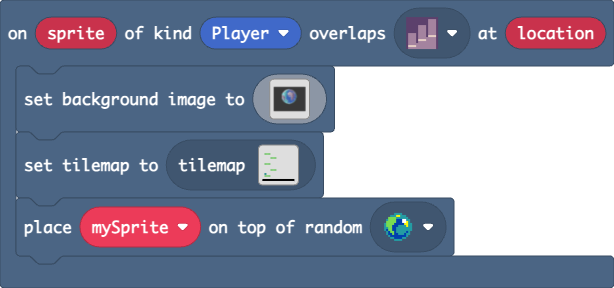 on sprite of kind Player overlaps at location
set background image to
set tilemap to tilemap
place mySprite on top of random